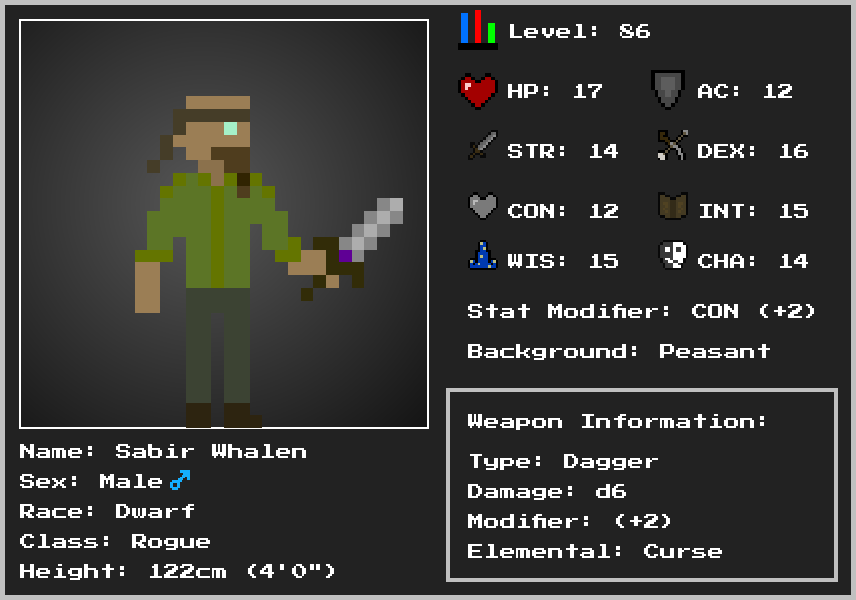 Level: 86
HP: 17
AC: 12
STR: 14
DEX: 16
CON: 12
INT: 15
WIS: 15
CHA: 14
Stat Modifier: CON (+2)
Background: Peasant
Weapon Information:
Type: Dagger
Damage: d6
Modifier: (+2)
Elemental: Curse
Name: Sabir Whalen
Sex: Male♂
Race: Dwarf
Class: Rogue
Height: 122cm (4'0")